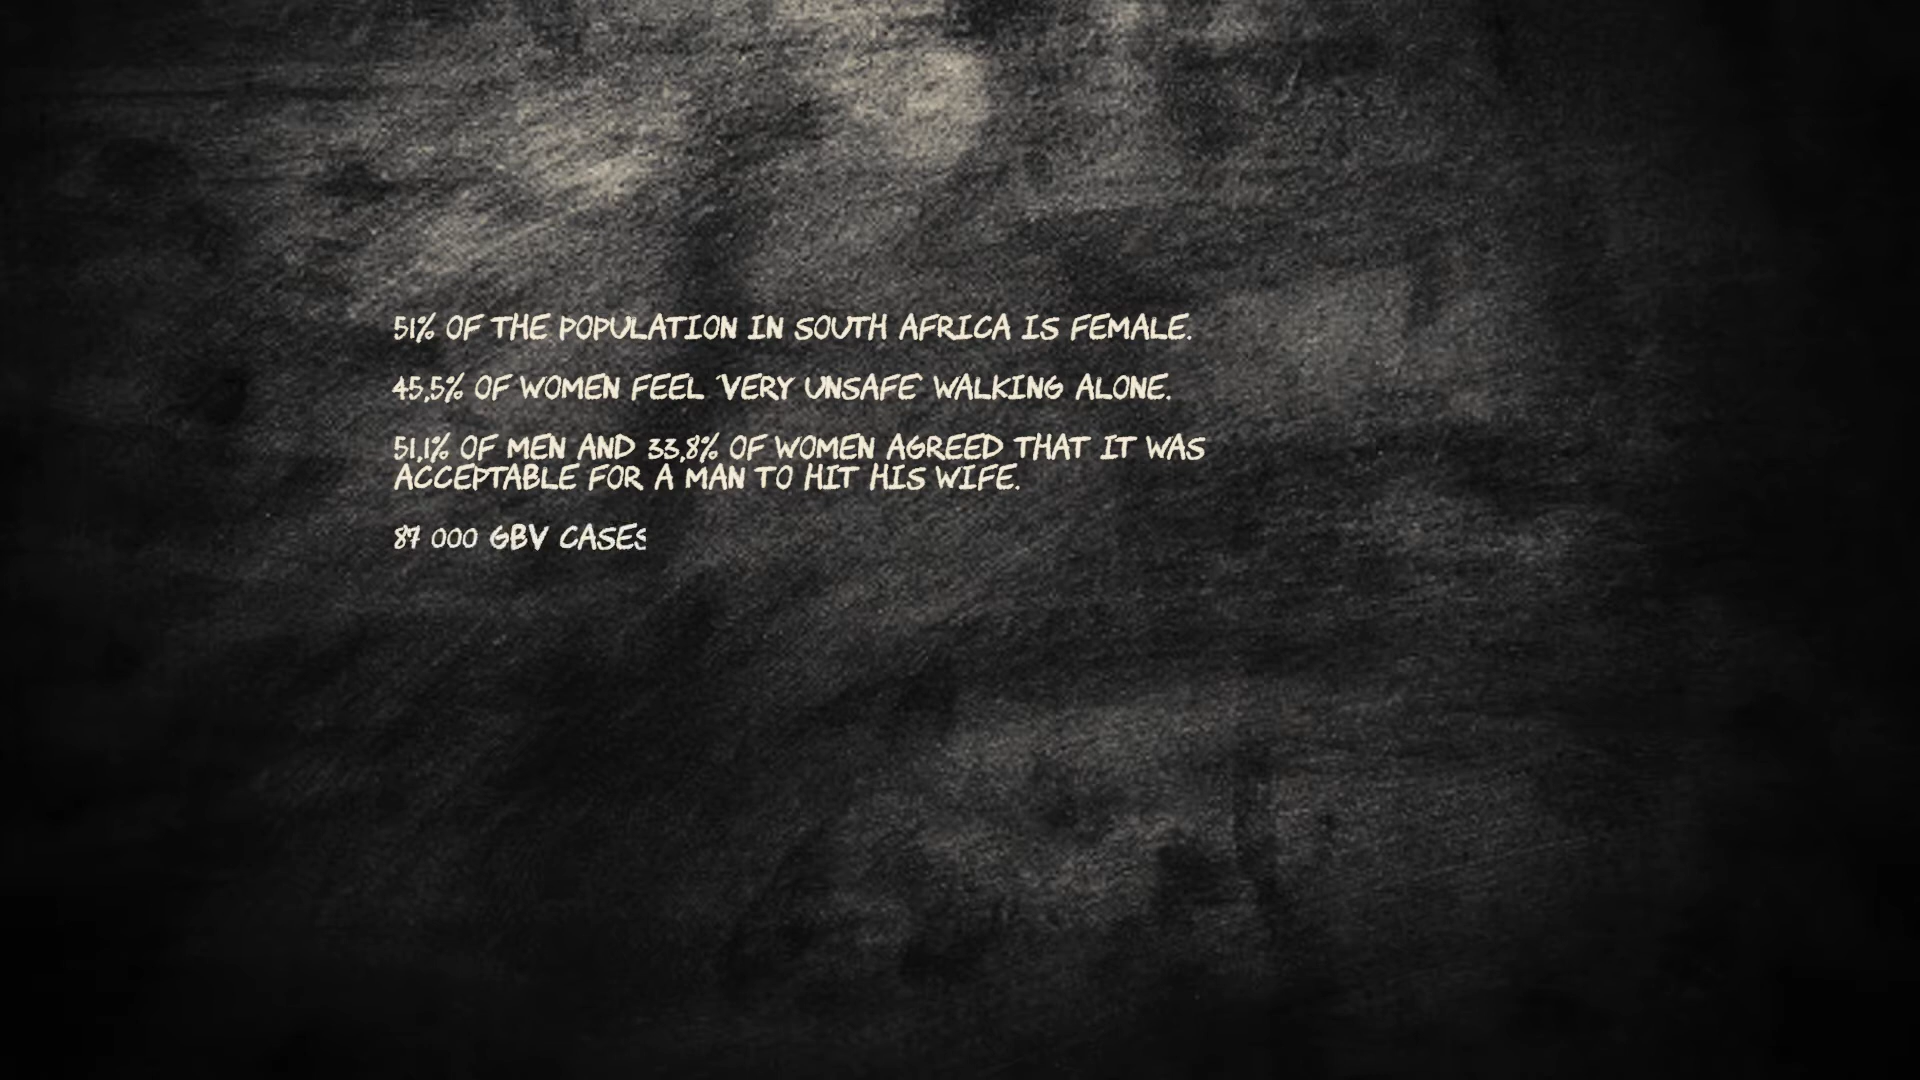 51% OF THE POPULATION IN SOUTH AFRICA IS FEMALE.
45,5% OF WOMEN FEEL 'VERY UNSAFE' WALKING ALONE.
51,1% OF MEN AND 33,8% OF WOMEN AGREED THAT IT WAS
ACCEPTABLE FOR A MAN TO HIT HIS WIFE.
87 000 GBV CASES